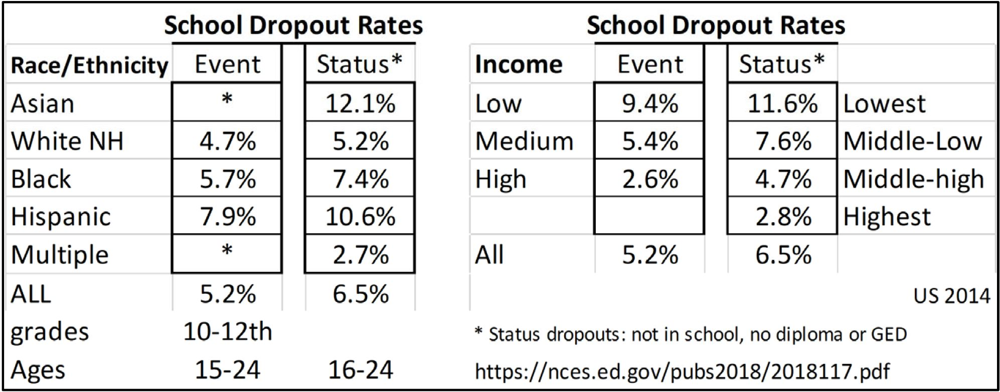 School Dropout Rates
Race/Ethnicity Event Status*
Asian * 12.1%
White NH 4.7% 5.2%
Black 5.7% 7.4%
Hispanic 7.9% 10.6%
Multiple * 2.7%
ALL 5.2% 6.5%
grades 10-12th
Ages 15-24 16-24
School Dropout Rates
Income Event Status*
Low 9.4% 11.6% Lowest
Medium 5.4% 7.6% Middle-Low
High 2.6% 4.7% Middle-high
2.8% Highest
All 5.2% 6.5%
US 2014
* Status dropouts: not in school, no diploma or GED
https://nces.ed.gov/pubs2018/2018117.pdf